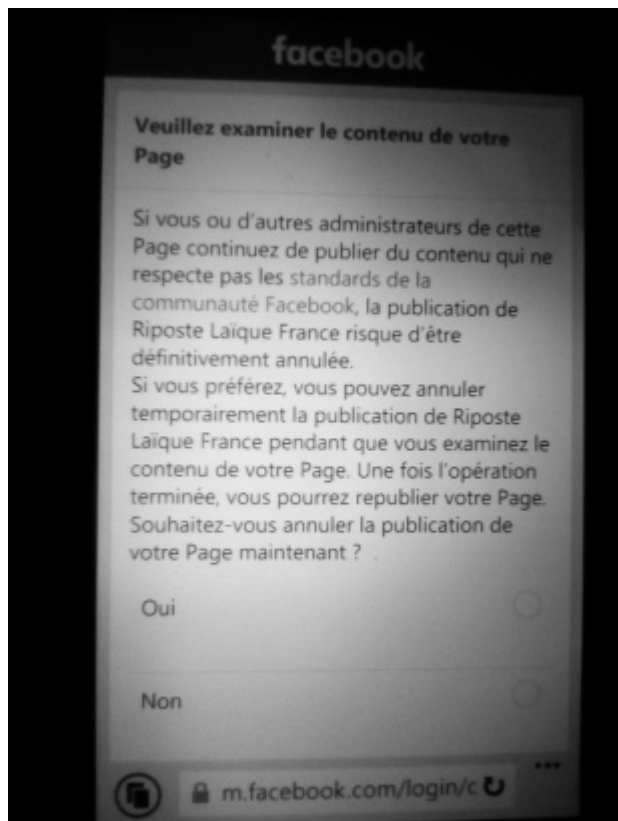 facebook
Veuillez examiner le contenu de votre
Page
Si vous ou d'autres administrateurs de cette
Page continuez de publier du contenu qui ne
respecte pas les standards de la
communauté Facebook, la publication de
Riposte Laïque France risque d'être
définitivement annulée.
Si vous préférez, vous pouvez annuler
temporairement la publication de Riposte
Laïque France pendant que vous examinez le
contenu de votre Page. Une fois l'opération
terminée, vous pourrez republier votre Page.
Souhaitez-vous annuler la publication de
votre Page maintenant ?
Oui
Non
m.facebook.com/login/c